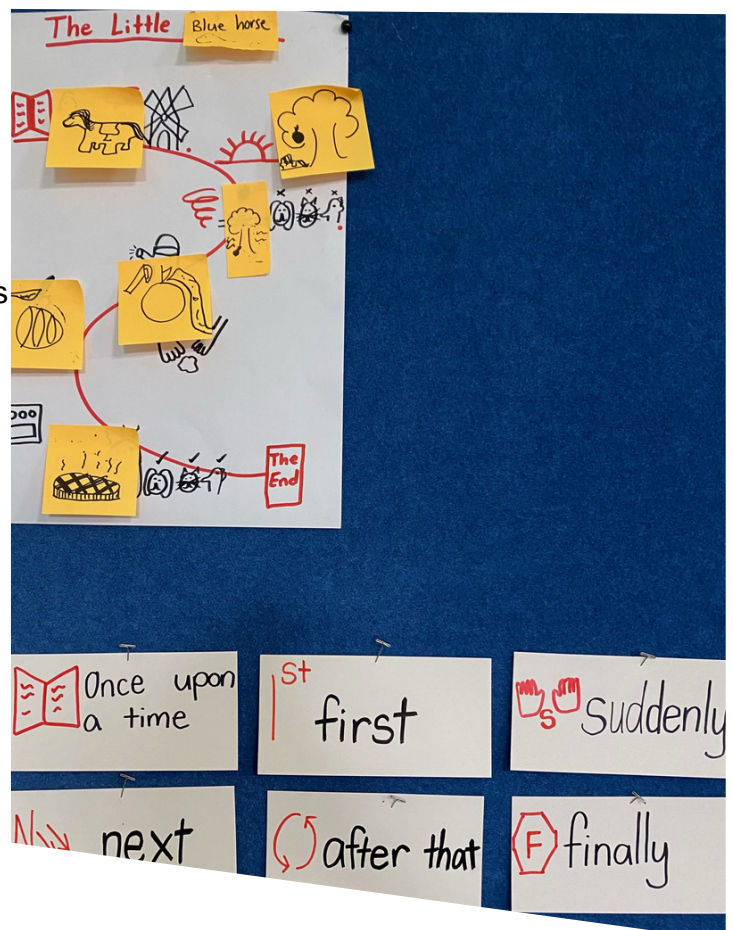 The Little
Blue horse
s
The
End
Once upon
a time
1st
first
S
suddenly
next
after that
F
finally